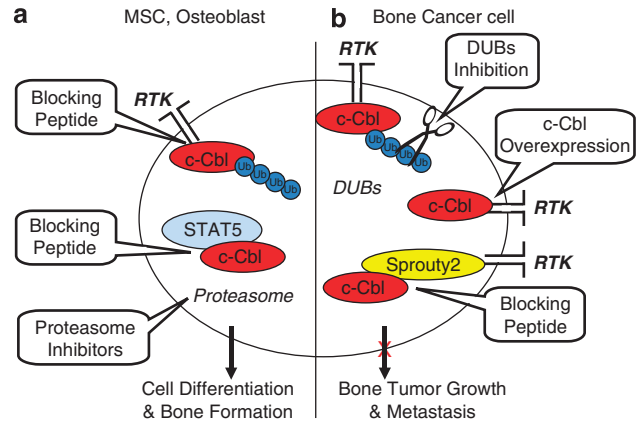 a
MSC, Osteoblast
RTK
Blocking
Peptide
c-Cbl
Ub Ub Ub Ub
Blocking
Peptide
STAT5
c-Cbl
Proteasome
Proteasome
Inhibitors
Cell Differentiation
& Bone Formation
b
Bone Cancer cell
RTK
DUBs
Inhibition
c-Cbl
Ub Ub Ub Ub
DUBs
c-Cbl
Overexpression
c-Cbl
RTK
Sprouty2
RTK
c-Cbl
Blocking
Peptide
X
Bone Tumor Growth
& Metastasis